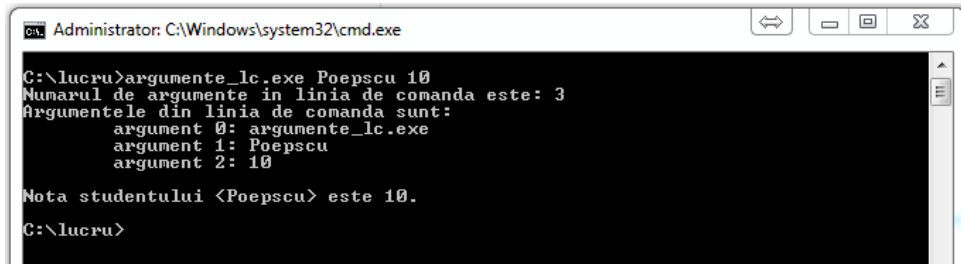 Administrator: C:\Windows\system32\cmd.exe
C:\lucru>argumente_lc.exe Poepscu 10
Numarul de argumente in linia de comanda este: 3
Argumentele din linia de comanda sunt:
argument 0: argumente_lc.exe
argument 1: Poepscu
argument 2: 10
Nota studentului <Poepscu> este 10.
C:\lucru>